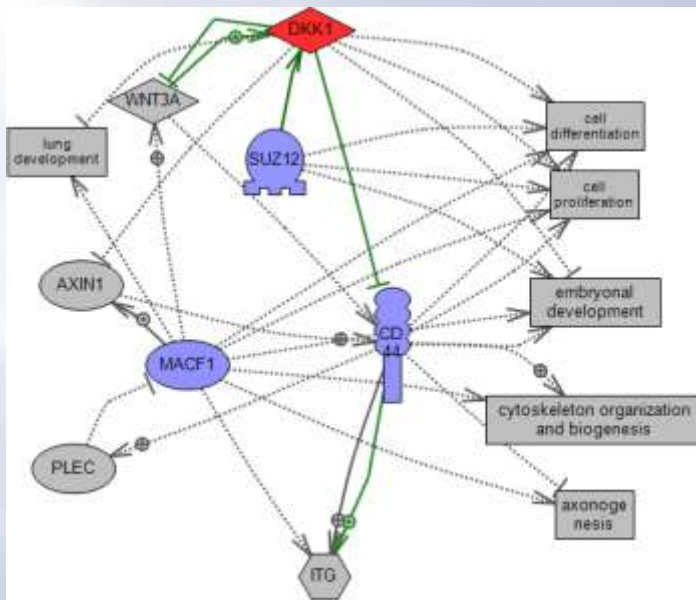 DKK1
WNT3A
lung
development
SUZ12
cell
differentiation
cell
proliferation
AXIN1
embryonal
development
CD
44
MACF1
cytoskeleton organization
and biogenesis
PLEC
axonoge
nesis
ITG